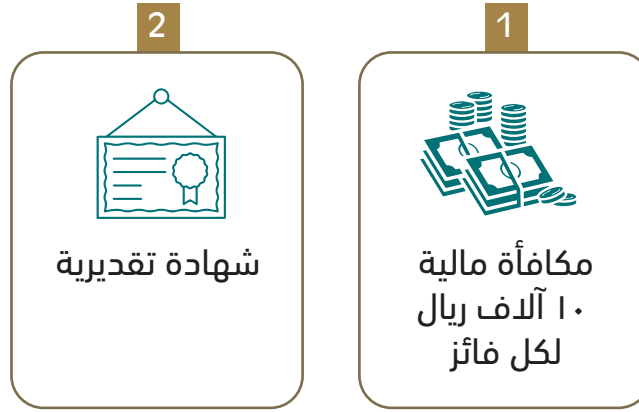 1
مكافأة مالية
١٠ آلاف ريال
لكل فائز
2
شهادة تقديرية